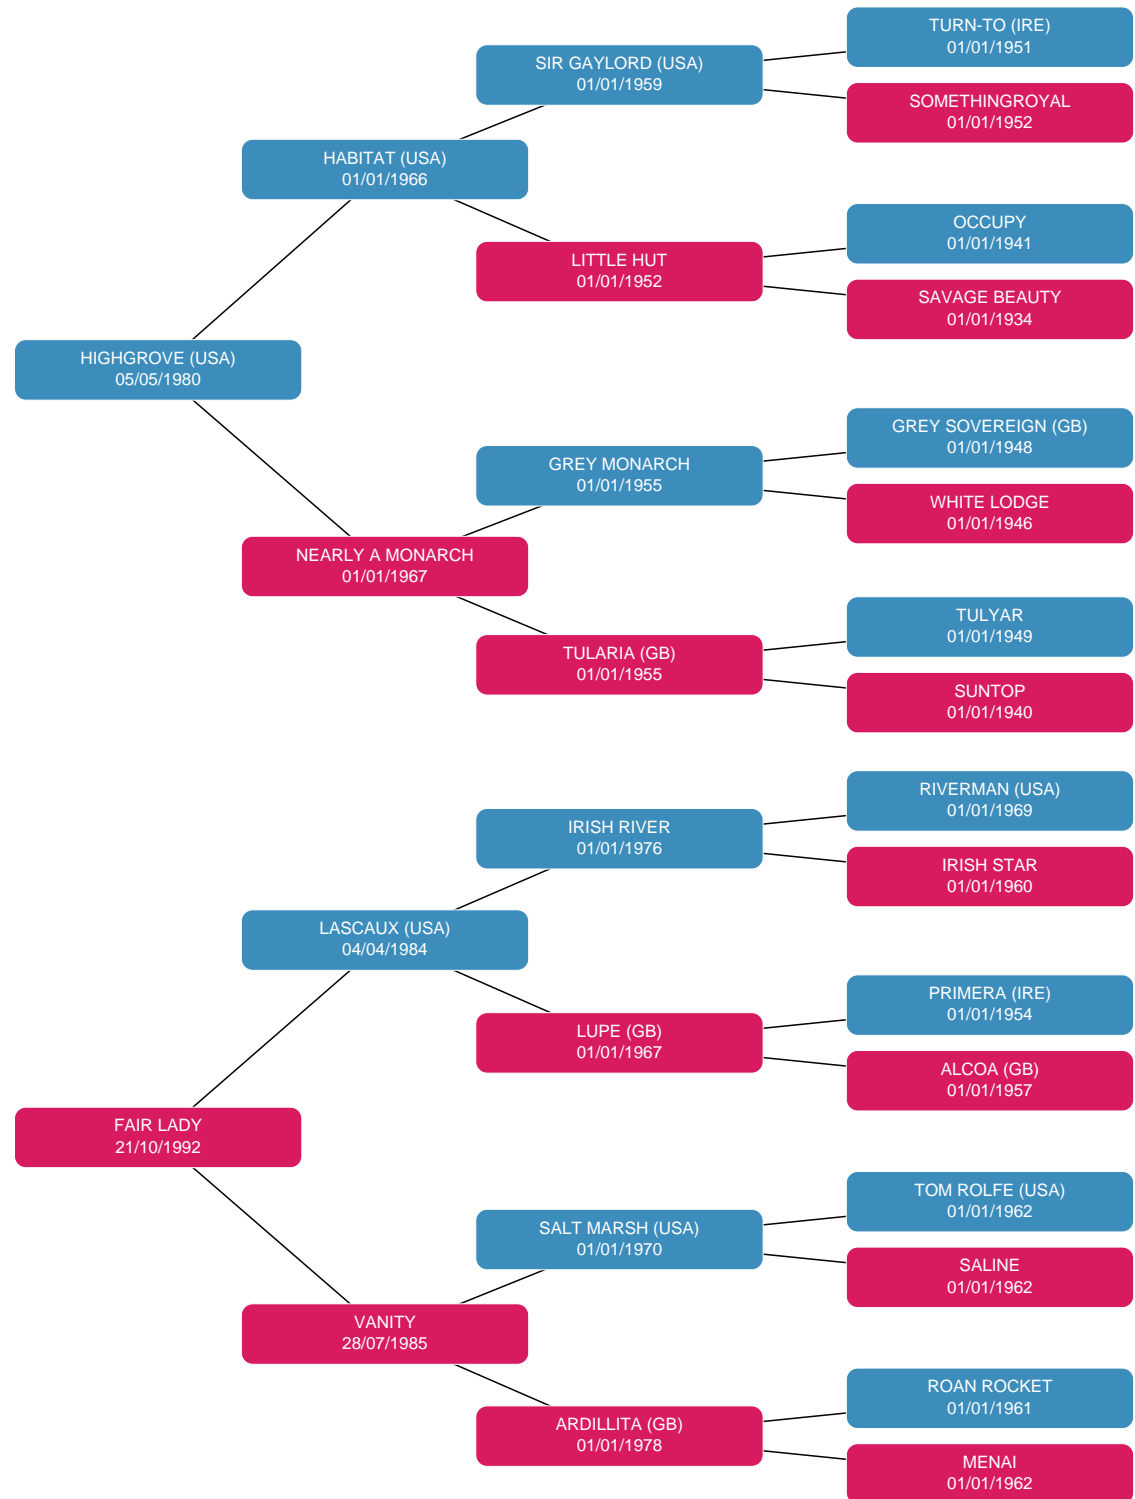 TURN-TO (IRE)
01/01/1951
SIR GAYLORD (USA)
01/01/1959
SOMETHINGROYAL
01/01/1952
HABITAT (USA)
01/01/1966
OCCUPY
01/01/1941
LITTLE HUT
01/01/1952
SAVAGE BEAUTY
01/01/1934
HIGHGROVE (USA)
05/05/1980
GREY SOVEREIGN (GB)
01/01/1948
GREY MONARCH
01/01/1955
WHITE LODGE
01/01/1946
NEARLY A MONARCH
01/01/1967
TULYAR
01/01/1949
TULARIA (GB)
01/01/1955
SUNTOP
01/01/1940
RIVERMAN (USA)
01/01/1969
IRISH RIVER
01/01/1976
IRISH STAR
01/01/1960
LASCAUX (USA)
04/04/1984
PRIMERA (IRE)
01/01/1954
LUPE (GB)
01/01/1967
ALCOA (GB)
01/01/1957
FAIR LADY
21/10/1992
TOM ROLFE (USA)
01/01/1962
SALT MARSH (USA)
01/01/1970
SALINE
01/01/1962
VANITY
28/07/1985
ROAN ROCKET
01/01/1961
ARDILLITA (GB)
01/01/1978
MENAI
01/01/1962